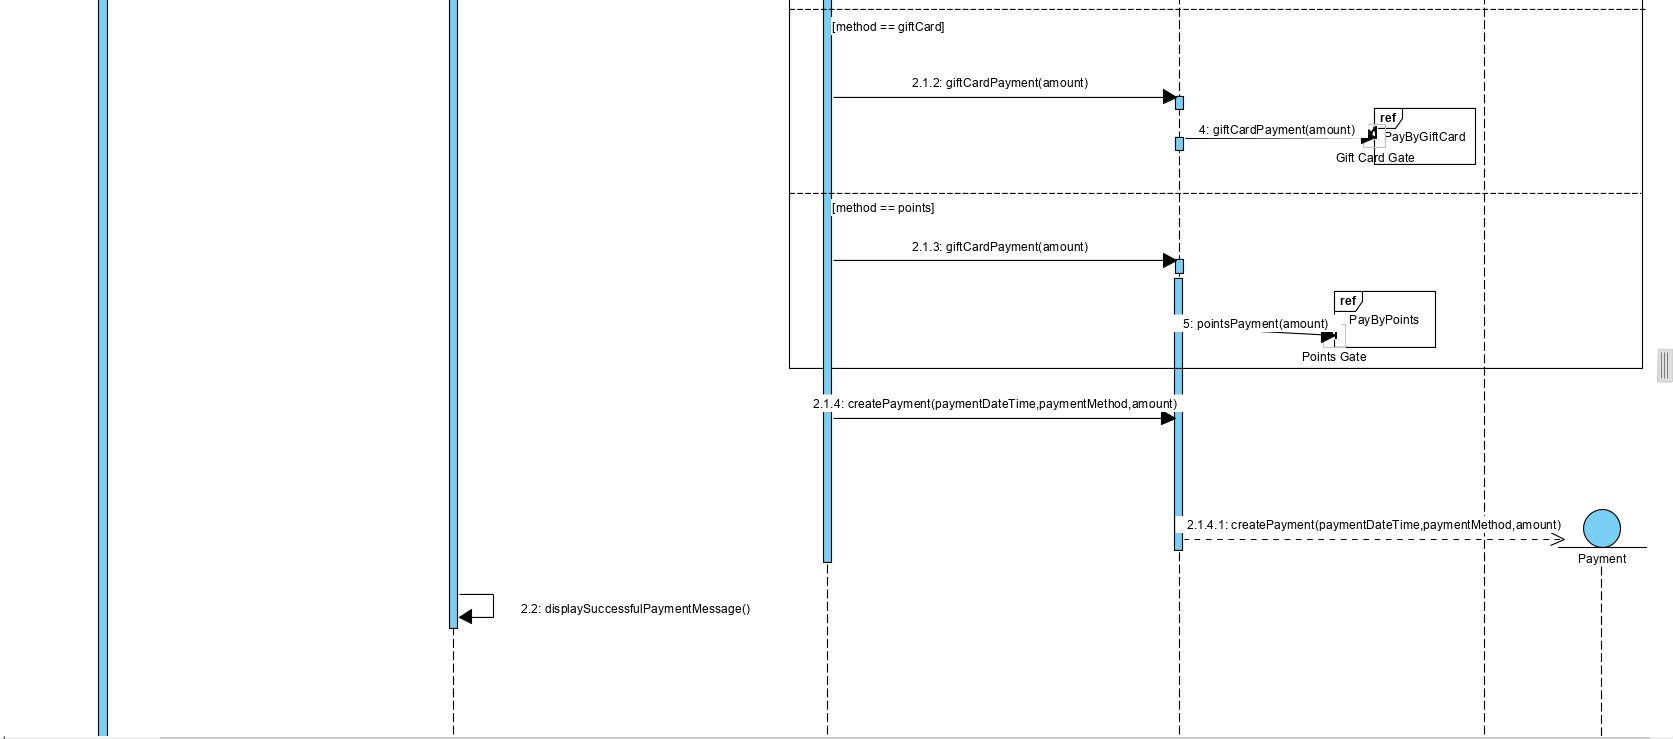 [method == giftCard]
2.1.2: giftCardPayment(amount)
ref
4: giftCardPayment(amount)
PayByGiftCard
Gift Card Gate
[method == points]
2.1.3: giftCardPayment(amount)
ref
PayByPoints
5: pointsPayment(amount)
Points Gate
2.1.4: createPayment(paymentDateTime,paymentMethod,amount)
2.1.4.1: createPayment(paymentDateTime,paymentMethod,amount)
Payment
2.2: displaySuccessfulPaymentMessage()